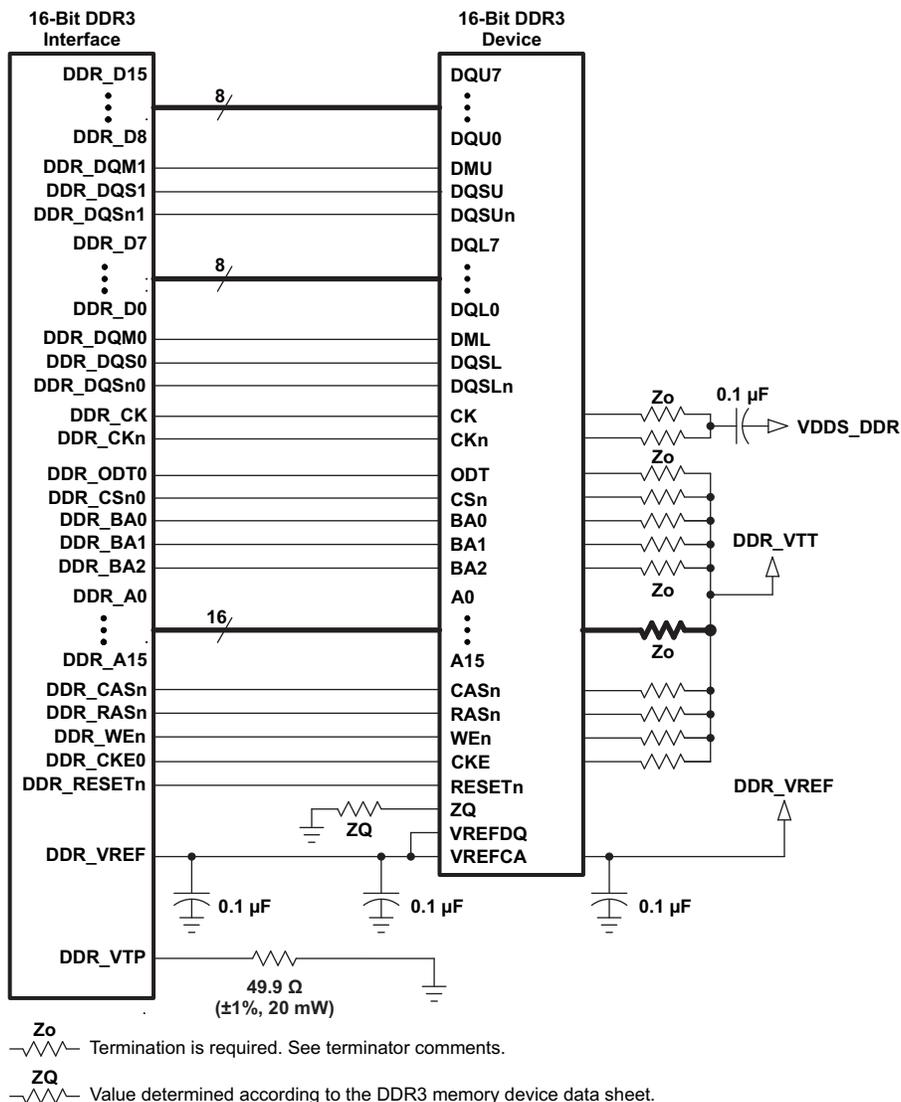 16-Bit DDR3
Interface
16-Bit DDR3
Device
DDR_D15
8
DQU7
DDR_D8
DQU0
DDR_DQM1
DMU
DDR_DQS1
DQSU
DDR_DQSn1
DQSUn
DDR_D7
8
DQL7
DDR_D0
DQL0
DDR_DQM0
DML
DDR_DQS0
DQSL
DDR_DQSn0
DQSLn
Zo
0.1 µF
DDR_CK
CK
VDDS_DDR
DDR_CKn
CKn
Zo
DDR_ODT0
ODT
DDR_CSn0
CSn
DDR_BA0
BA0
DDR_BA1
BA1
DDR_VTT
DDR_BA2
BA2
Zo
DDR_A0
A0
16
Zo
DDR_A15
A15
DDR_CASn
CASn
DDR_RASn
RASn
DDR_WEn
WEn
DDR_CKE0
CKE
DDR_RESETn
RESETn
DDR_VREF
ZQ
ZQ
VREFDQ
DDR_VREF
VREFCA
0.1 µF
0.1 µF
0.1 µF
DDR_VTP
49.9 Ω
(±1%, 20 mW)
Zo
Termination is required. See terminator comments.
ZQ
Value determined according to the DDR3 memory device data sheet.